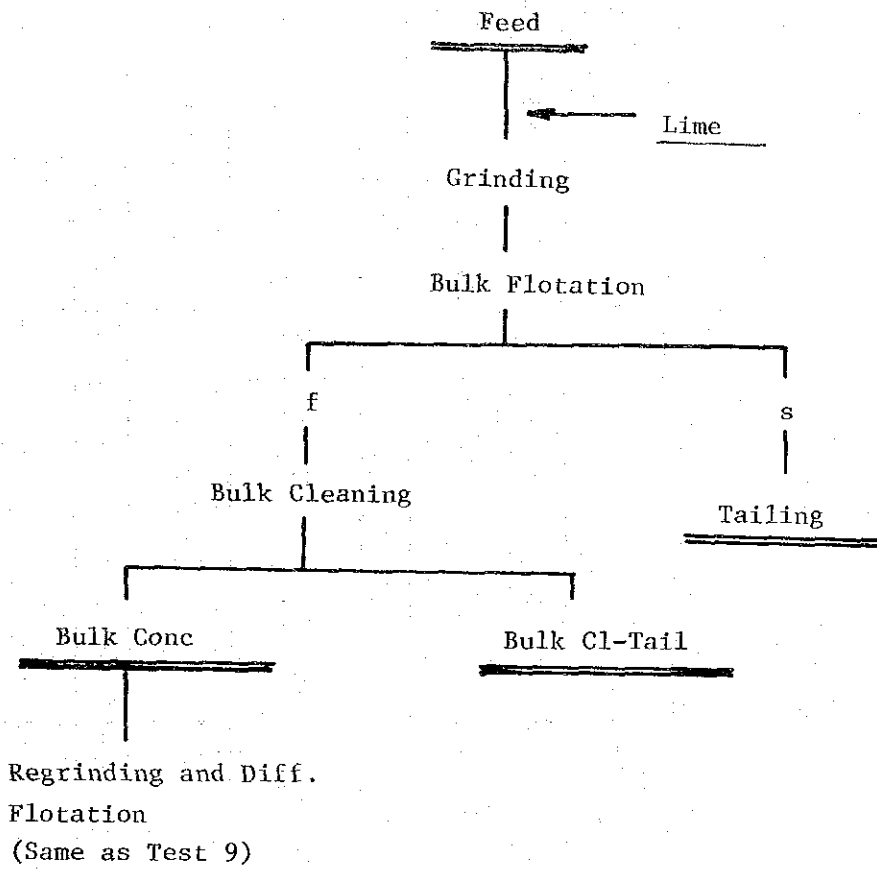 Feed
Lime
Grinding
Bulk Flotation
f
s
Bulk Cleaning
Tailing
Bulk Conc
Bulk Cl-Tail
Regrinding and Diff.
Flotation
(Same as Test 9)